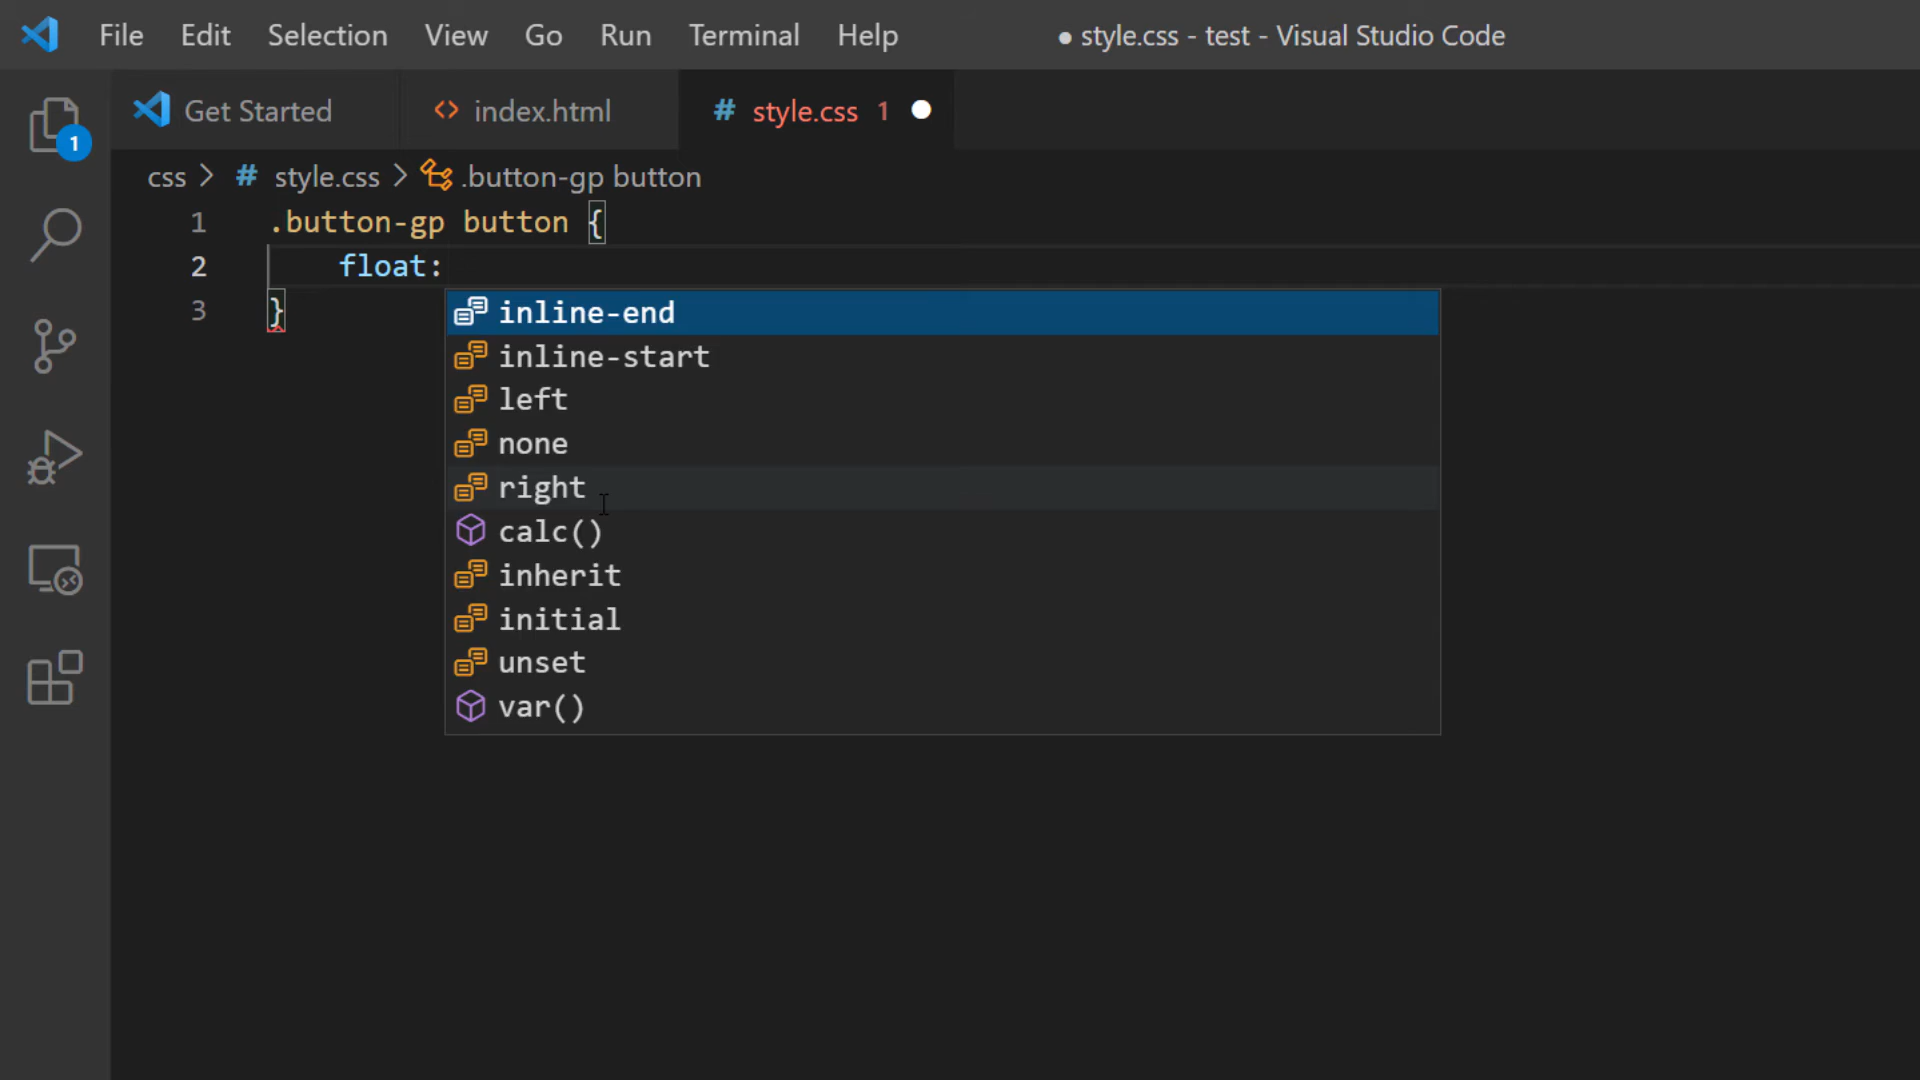 File Edit Selection View Go Run Terminal Help ● style.css - test - Visual Studio Code
Get Started <> index.html # style.css 1 ●
1
css > # style.css > .button-gp button
1 .button-gp button {
2 float:
3 }
inline-end
inline-start
left
none
right
calc()
inherit
initial
unset
var()